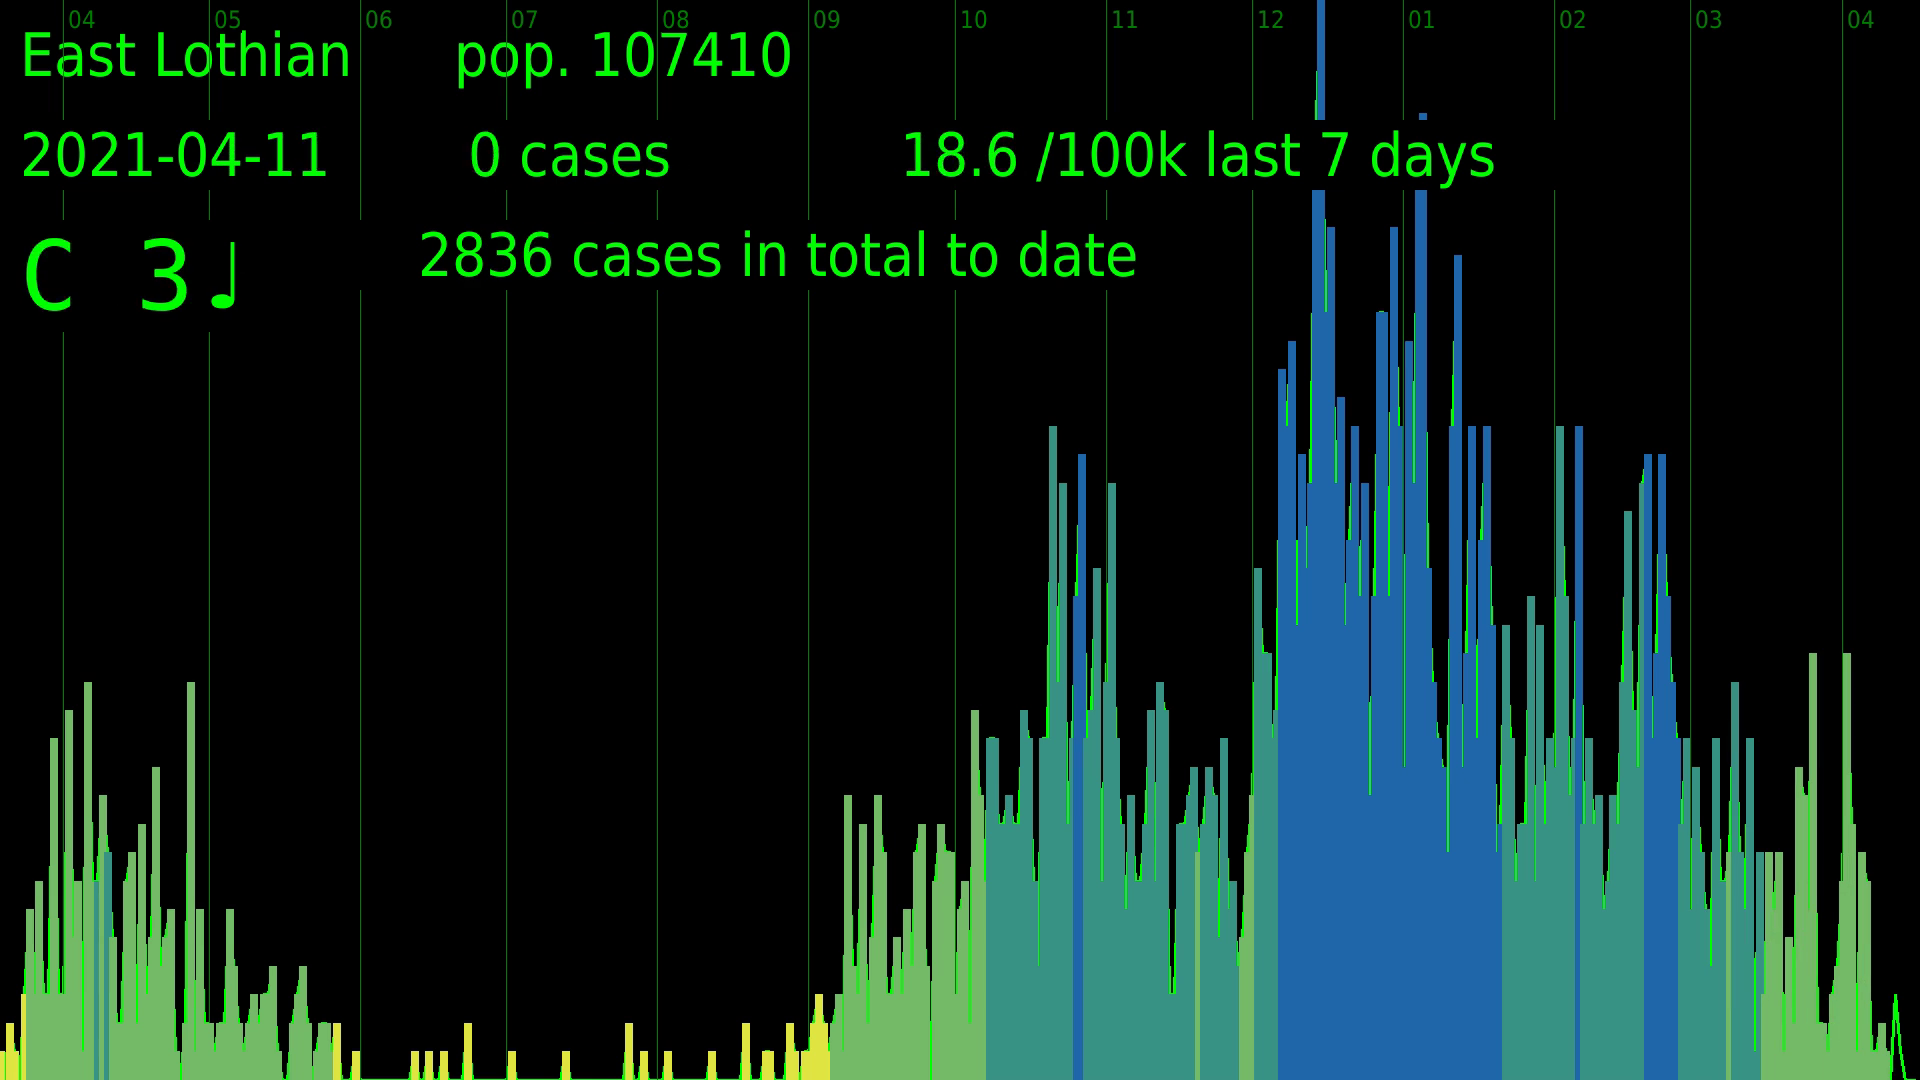 04 05 06 07 08 09 10 11 12 01 02 03 04
East Lothian pop. 107410
2021-04-11 0 cases 18.6 /100k last 7 days
C 3♩ 2836 cases in total to date